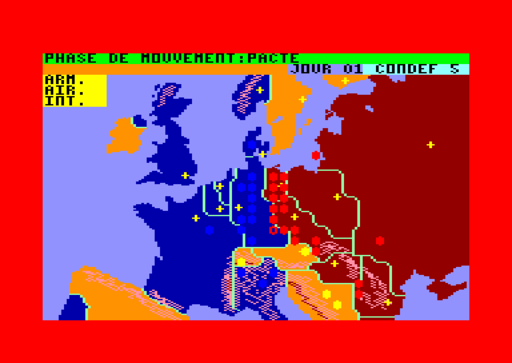 PHASE DE MOUVEMENT:PACTE
JOUR 01 CONDEF 5
ARM.
AIR.
INT.